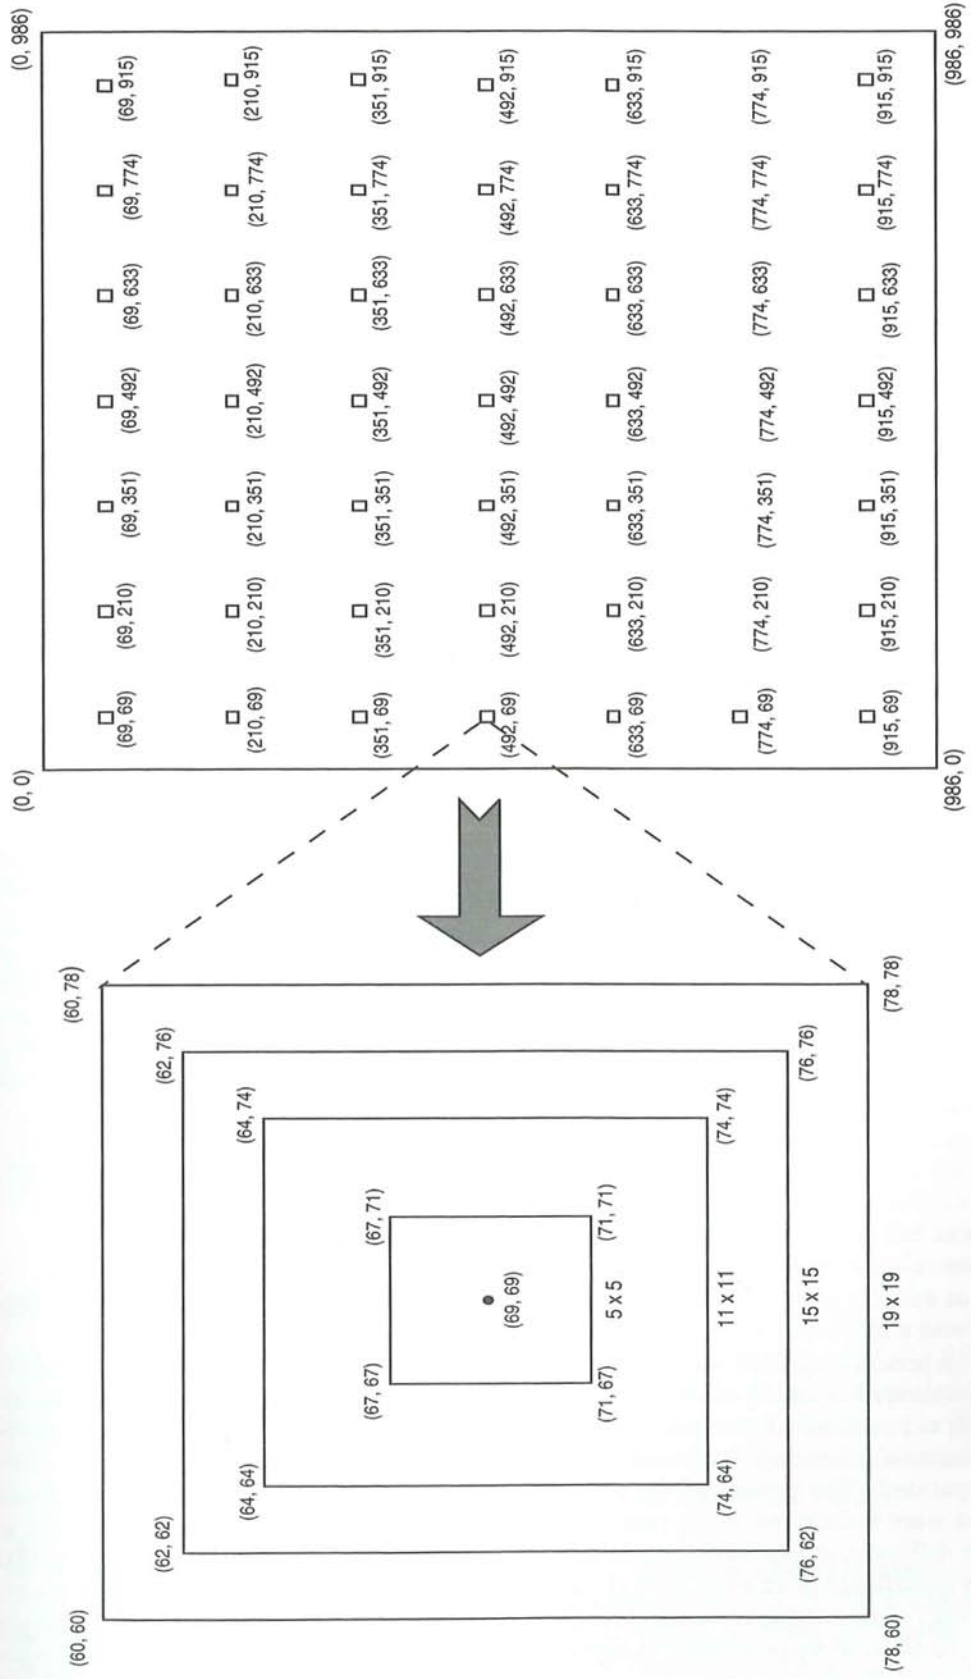 (60, 60)
(60, 78)
(62, 62)
(62, 76)
(64, 64)
(64, 74)
(67, 67)
(67, 71)
(69, 69)
(71, 67)
(71, 71)
5 x 5
(74, 64)
11 x 11
(74, 74)
(76, 62)
15 x 15
(76, 76)
(78, 60)
19 x 19
(78, 78)
(0, 0)
(0, 986)
(69, 69) (69, 210) (69, 351) (69, 492) (69, 633) (69, 774) (69, 915)
(210, 69) (210, 210) (210, 351) (210, 492) (210, 633) (210, 774) (210, 915)
(351, 69) (351, 210) (351, 351) (351, 492) (351, 633) (351, 774) (351, 915)
(492, 69) (492, 210) (492, 351) (492, 492) (492, 633) (492, 774) (492, 915)
(633, 69) (633, 210) (633, 351) (633, 492) (633, 633) (633, 774) (633, 915)
(774, 69) (774, 210) (774, 351) (774, 492) (774, 633) (774, 774) (774, 915)
(915, 69) (915, 210) (915, 351) (915, 492) (915, 633) (915, 774) (915, 915)
(986, 0)
(986, 986)